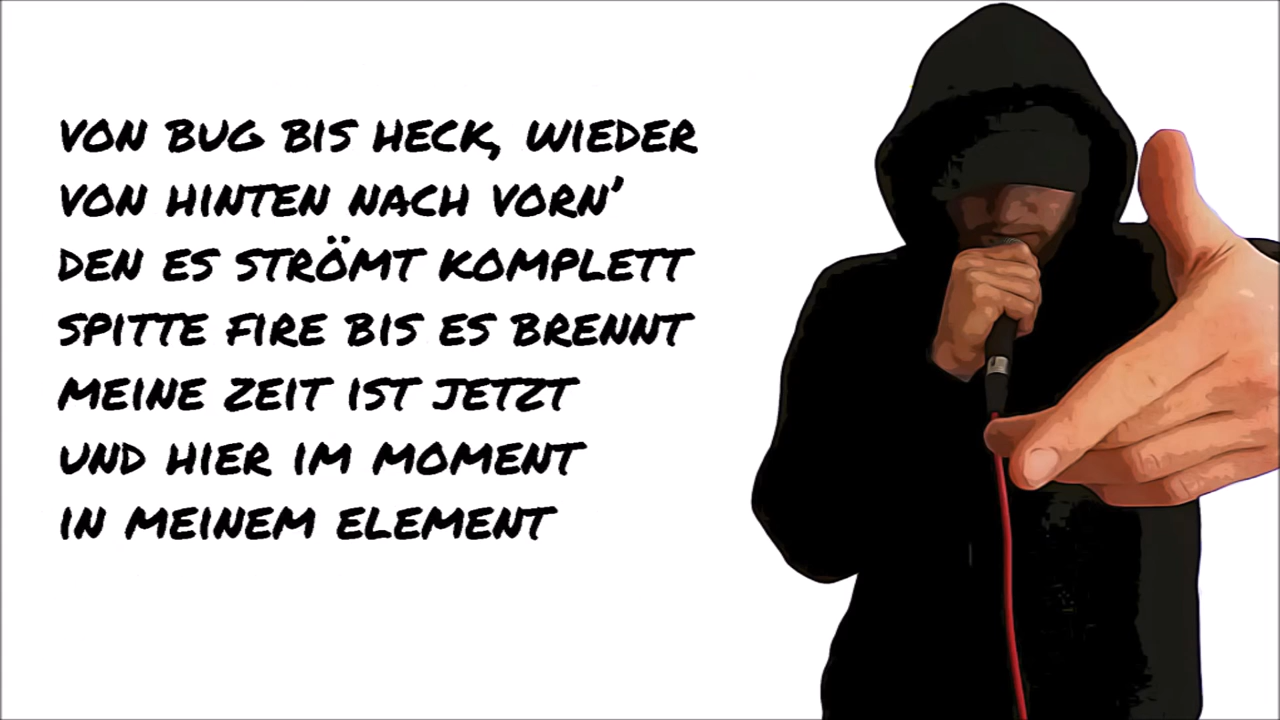 VON BUG BIS HECK, WIEDER
VON HINTEN NACH VORN’
DEN ES STRÖMT KOMPLETT
SPITTE FIRE BIS ES BRENNT
MEINE ZEIT IST JETZT
UND HIER IM MOMENT
IN MEINEM ELEMENT